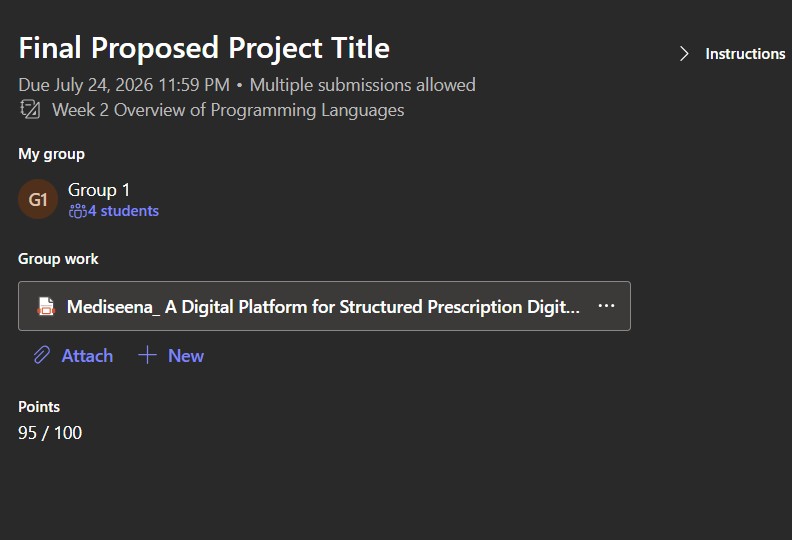 Final Proposed Project Title
Instructions
Due July 24, 2026 11:59 PM • Multiple submissions allowed
Week 2 Overview of Programming Languages
My group
G1
Group 1
4 students
Group work
Mediseena_ A Digital Platform for Structured Prescription Digit...
Attach
New
Points
95 / 100